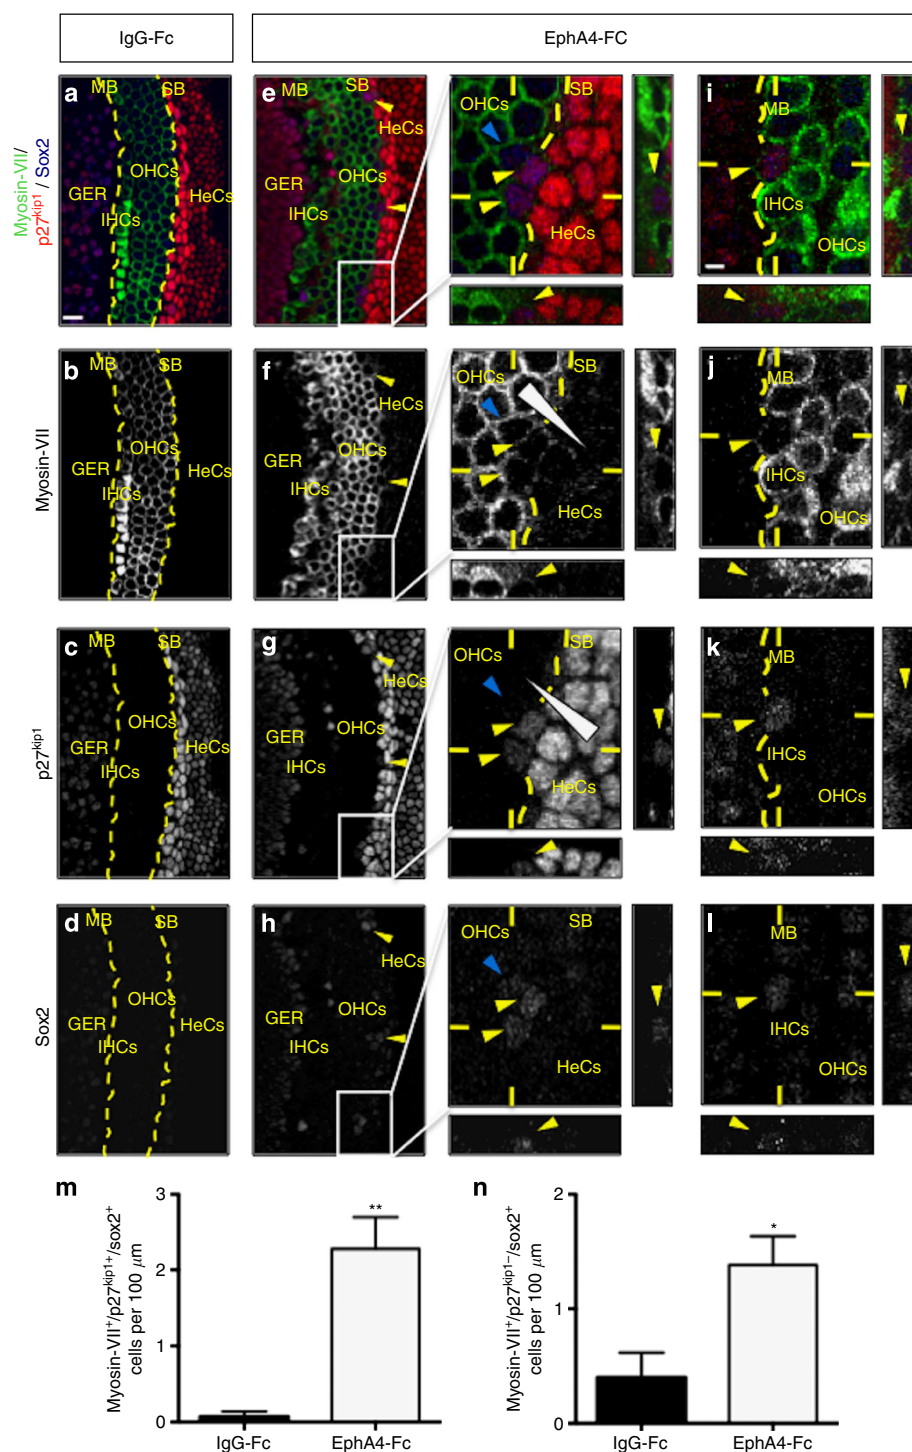 IgG-Fc
EphA4-FC
Myosin-VII/
p27kip1 / Sox2
a
MB
SB
OHCs
GER
IHCs
HeCs
e
MB
SB
HeCs
GER
OHCs
IHCs
OHCs
SB
HeCs
i
MB
IHCs
OHCs
Myosin-VII
b
MB
SB
OHCs
GER
HeCs
IHCs
f
HeCs
OHCs
GER
IHCs
OHCs
SB
HeCs
j
MB
IHCs
OHCs
p27kip1
c
MB
SB
OHCs
GER
HeCs
IHCs
g
HeCs
GER
OHCs
IHCs
OHCs
SB
HeCs
k
MB
IHCs
OHCs
Sox2
d
MB
SB
OHCs
GER
HeCs
IHCs
h
HeCs
GER
OHCs
IHCs
OHCs
SB
HeCs
l
MB
IHCs
OHCs
m
Myosin-VII+/p27kip1+/sox2+
cells per 100 μm
3
2
1
0
**
IgG-Fc
EphA4-Fc
n
Myosin-VII+/p27kip1−/sox2+
cells per 100 μm
2
1
0
*
IgG-Fc
EphA4-Fc